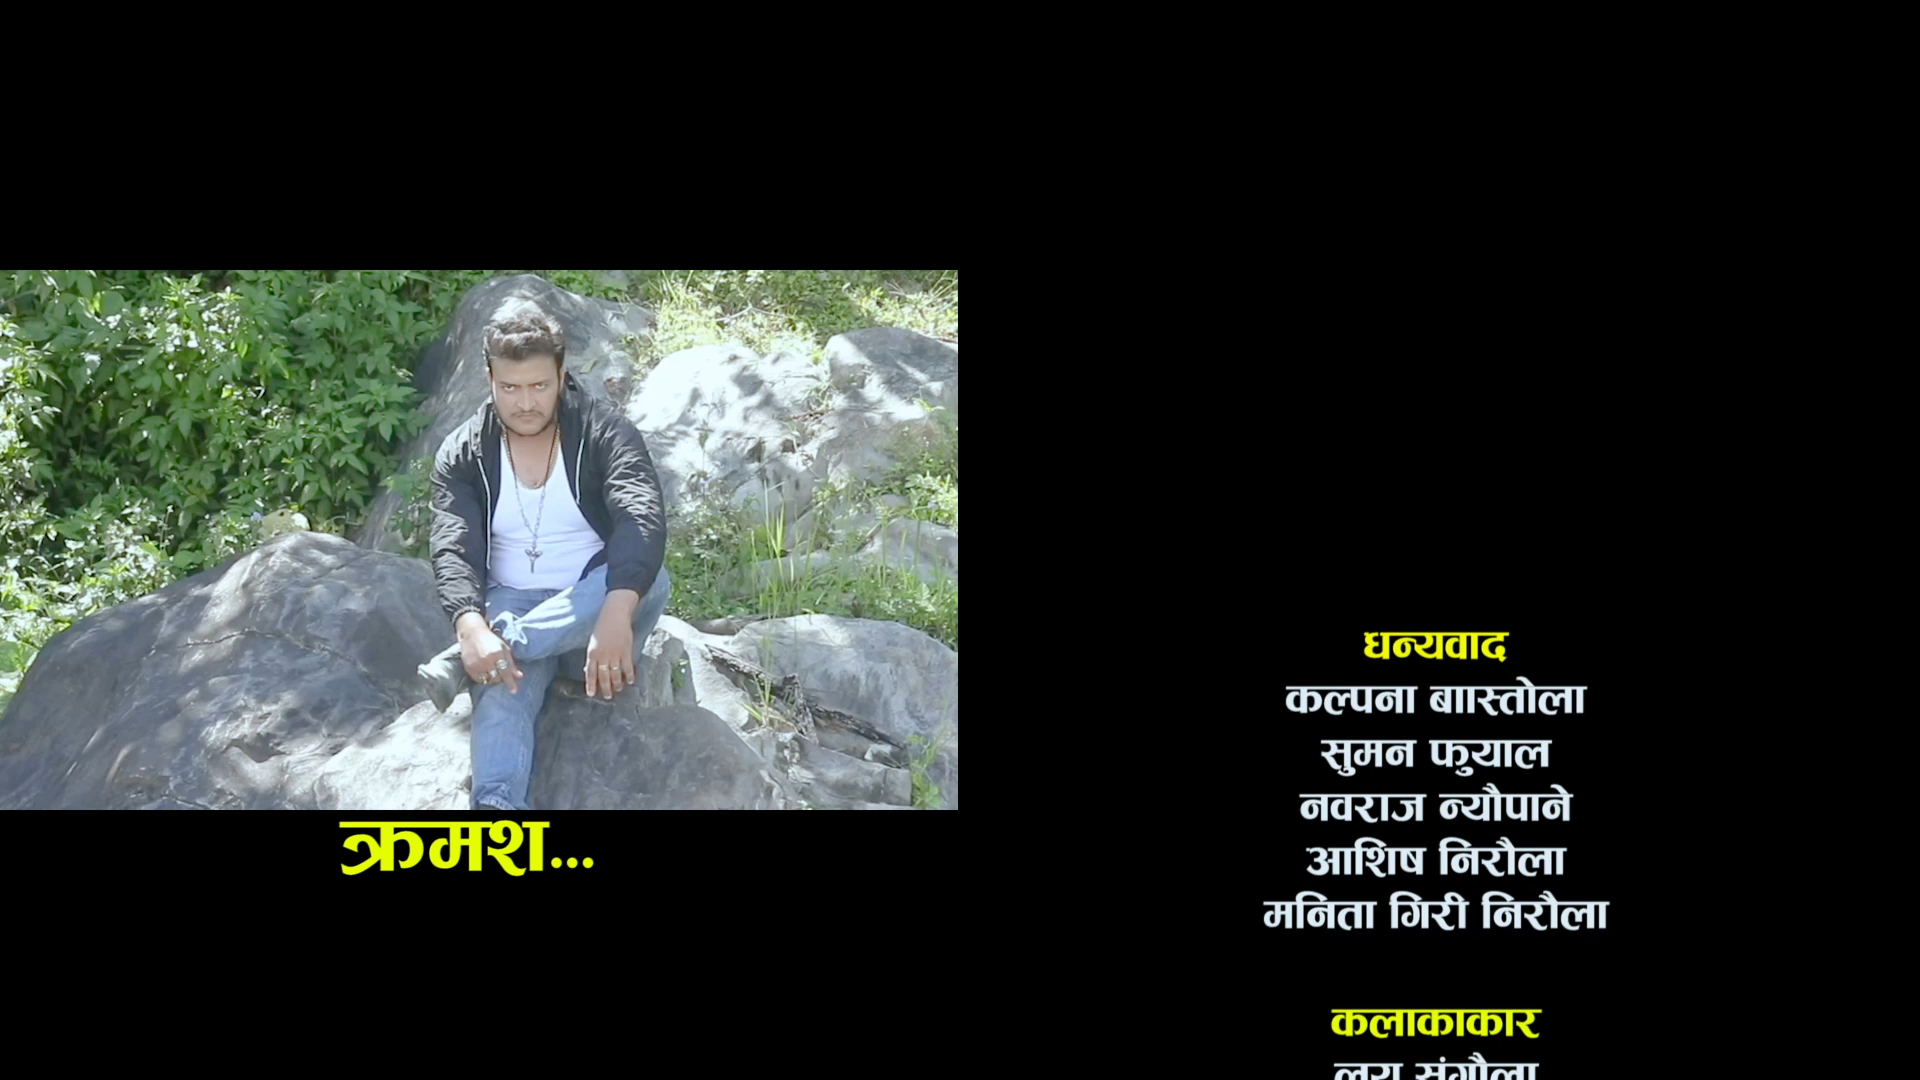 क्रमश...
धन्यवाद
कल्पना बाास्तोला
सुमन फुयाल
नवराज न्यौपाने
आशिष निरौला
मनिता गिरी निरौला
कलाकाकार